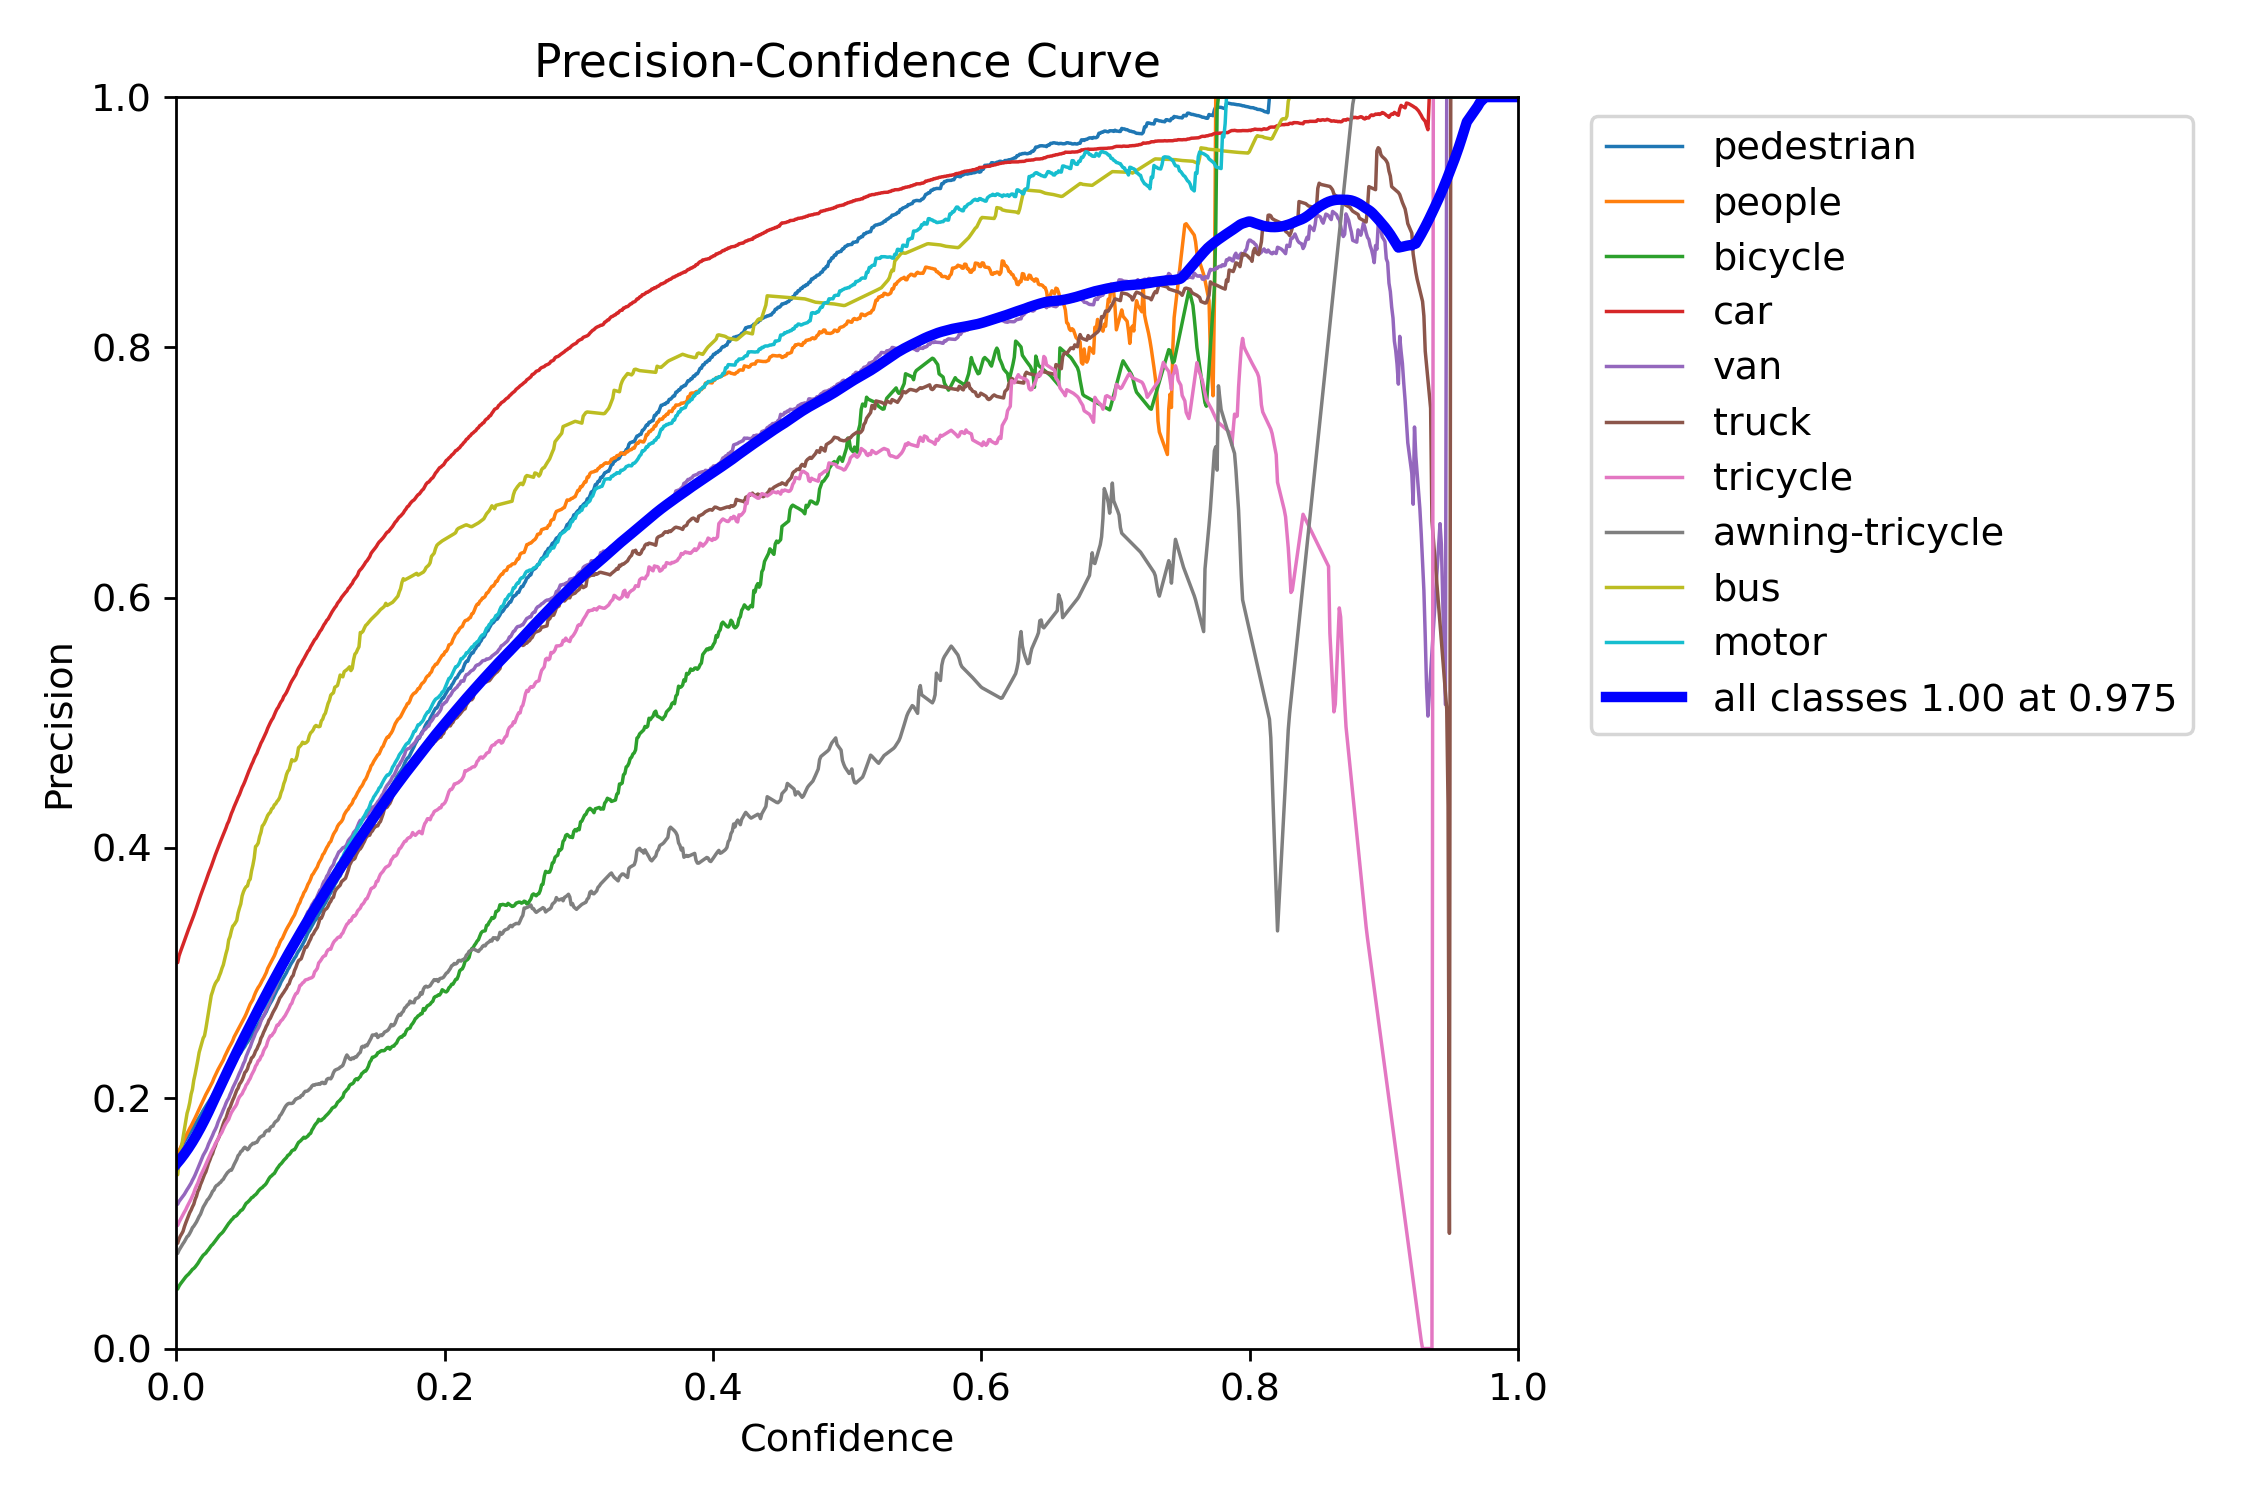 Precision-Confidence Curve
1.0
0.8
0.6
0.4
0.2
0.0
Precision
0.0 0.2 0.4 0.6 0.8 1.0
Confidence
pedestrian
people
bicycle
car
van
truck
tricycle
awning-tricycle
bus
motor
all classes 1.00 at 0.975